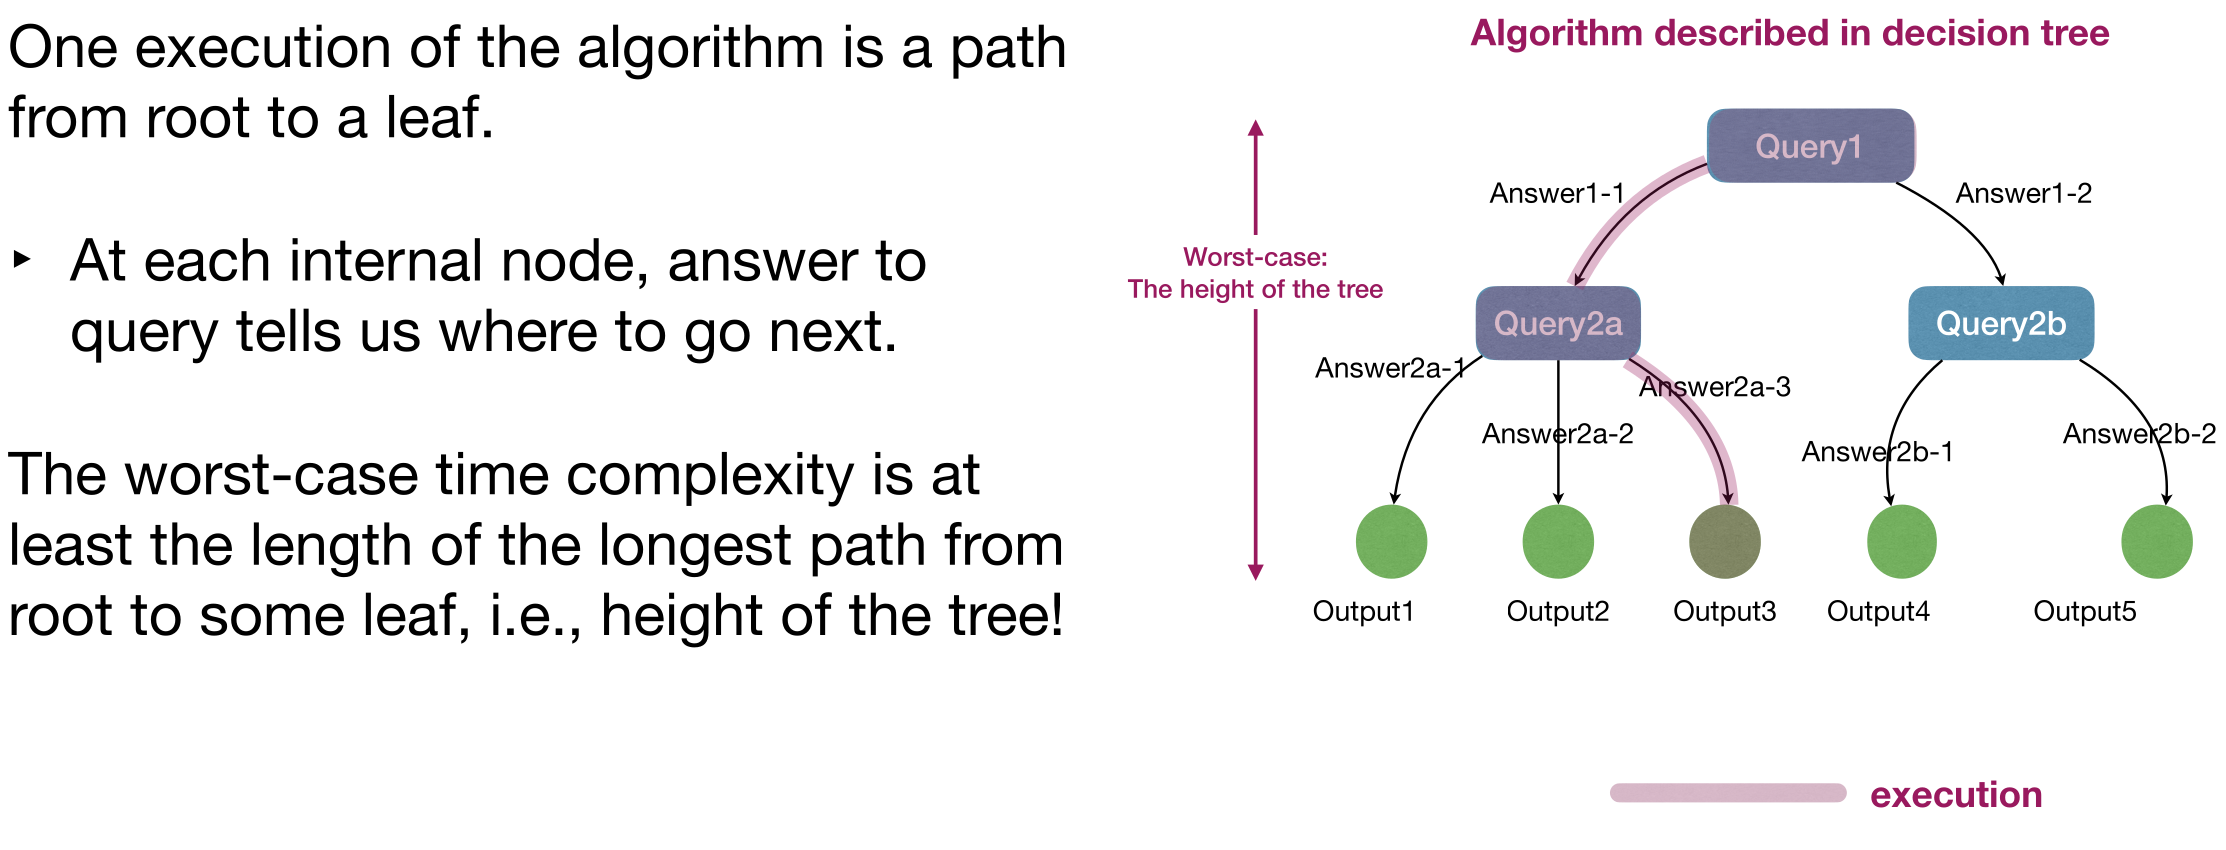 One execution of the algorithm is a path
from root to a leaf.
‣ At each internal node, answer to
query tells us where to go next.
The worst-case time complexity is at
least the length of the longest path from
root to some leaf, i.e., height of the tree!
Algorithm described in decision tree
Query1
Answer1-1
Answer1-2
Worst-case:
The height of the tree
Query2a
Query2b
Answer2a-1
Answer2a-3
Answer2a-2
Answer2b-2
Answer2b-1
Output1
Output2
Output3
Output4
Output5
execution